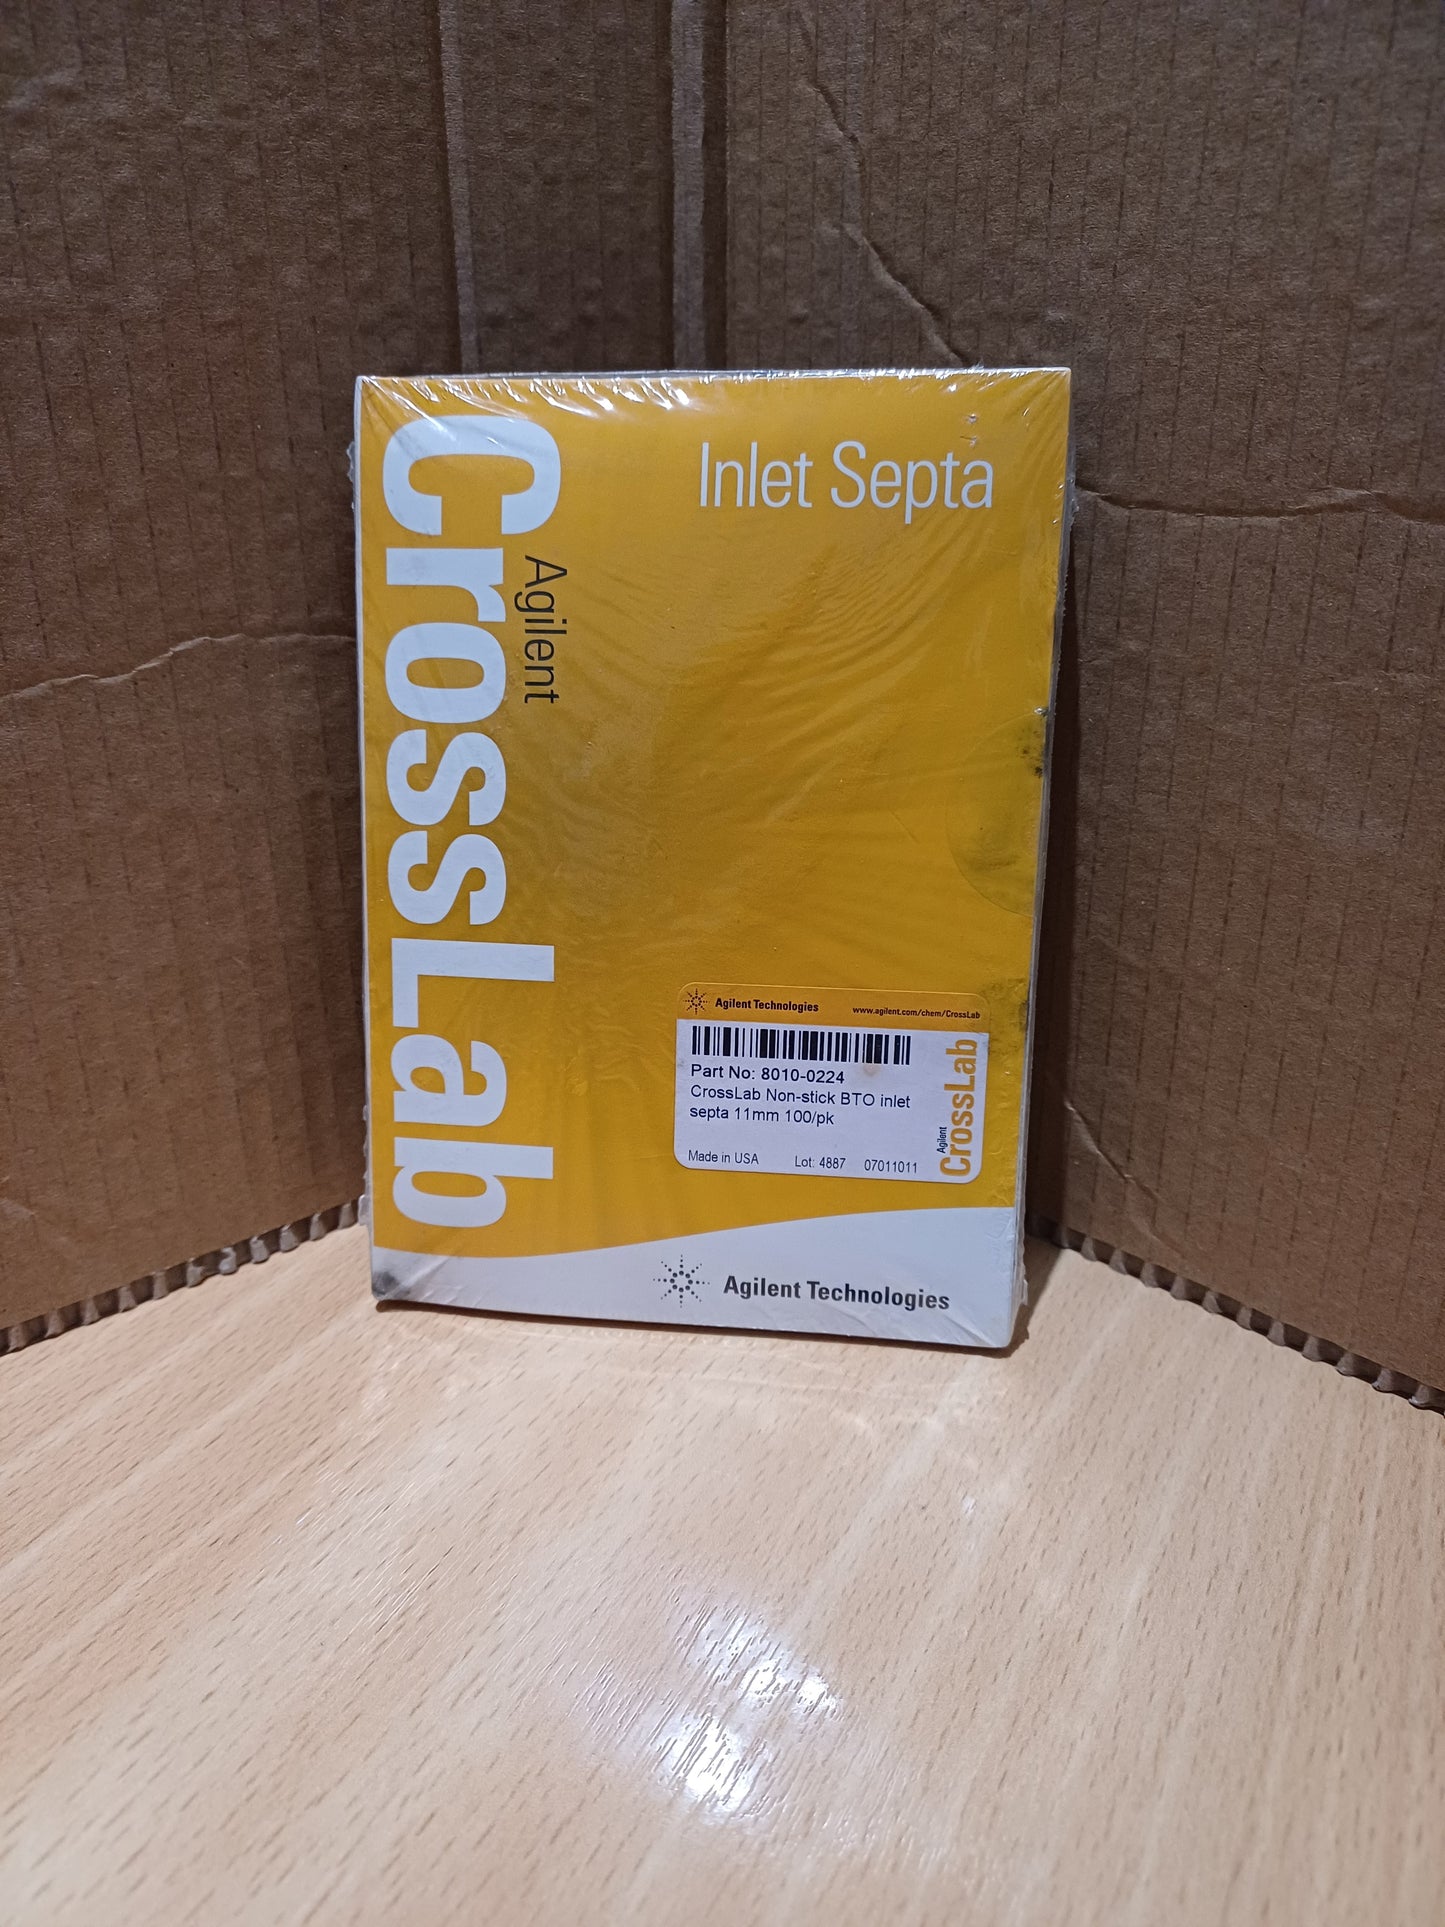 Inlet Septa
Agilent
CrossLab
Agilent Technologies
www.agilent.com/chem/CrossLab
Part No: 8010-0224
CrossLab Non-stick BTO inlet
septa 11mm 100/pk
Made in USA Lot: 4887 07011011
Agilent
CrossLab
Agilent Technologies